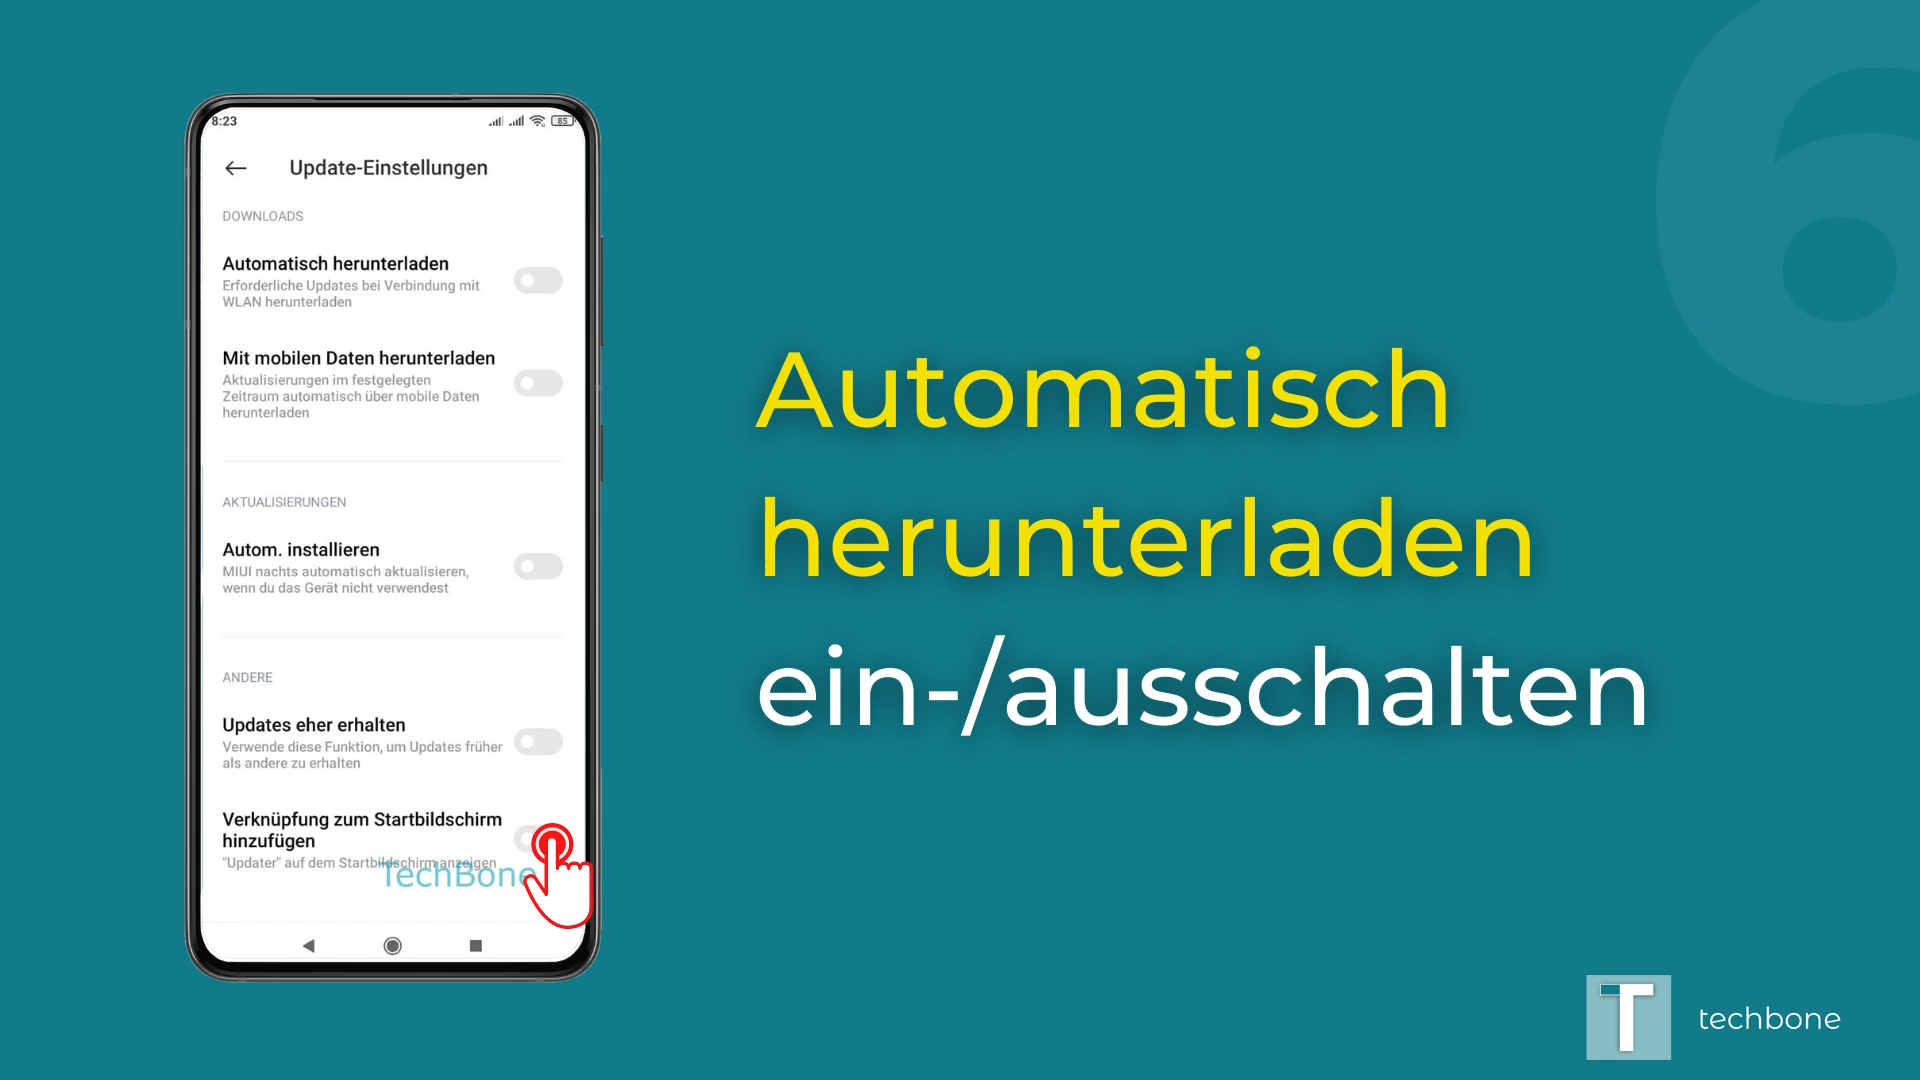 6
8:23
85
Update-Einstellungen
DOWNLOADS
Automatisch herunterladen
Erforderliche Updates bei Verbindung mit
WLAN herunterladen
Mit mobilen Daten herunterladen
Aktualisierungen im festgelegten
Zeitraum automatisch über mobile Daten
herunterladen
AKTUALISIERUNGEN
Autom. installieren
MIUI nachts automatisch aktualisieren,
wenn du das Gerät nicht verwendest
ANDERE
Updates eher erhalten
Verwende diese Funktion, um Updates früher
als andere zu erhalten
Verknüpfung zum Startbildschirm
hinzufügen
"Updater" auf dem Startbildschirm anzeigen
TechBone
Automatisch
herunterladen
ein-/ausschalten
T
techbone